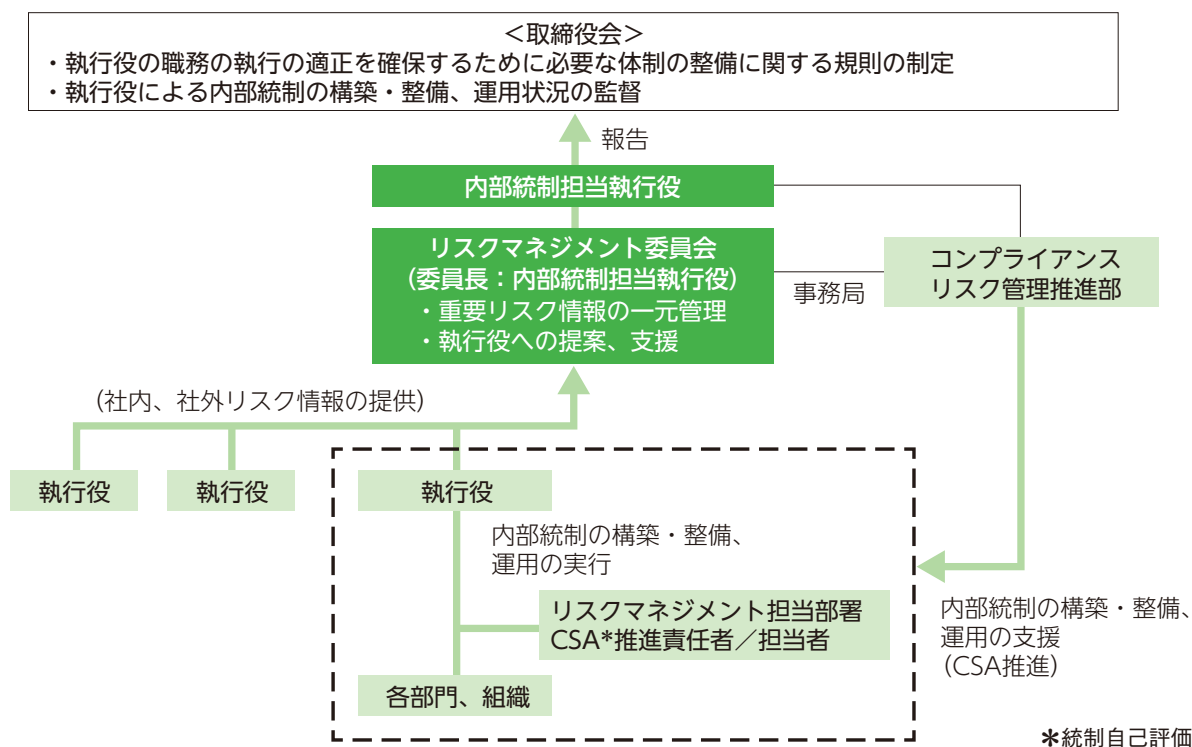 ＜取締役会＞
・執行役の職務の執行の適正を確保するために必要な体制の整備に関する規則の制定
・執行役による内部統制の構築・整備、運用状況の監督
報告
内部統制担当執行役
リスクマネジメント委員会
(委員長：内部統制担当執行役)
・重要リスク情報の一元管理
・執行役への提案、支援
事務局
コンプライアンス
リスク管理推進部
(社内、社外リスク情報の提供)
執行役
執行役
執行役
内部統制の構築・整備、
運用の実行
リスクマネジメント担当部署
CSA*推進責任者／担当者
各部門、組織
内部統制の構築・整備、
運用の支援
(CSA推進)
*統制自己評価